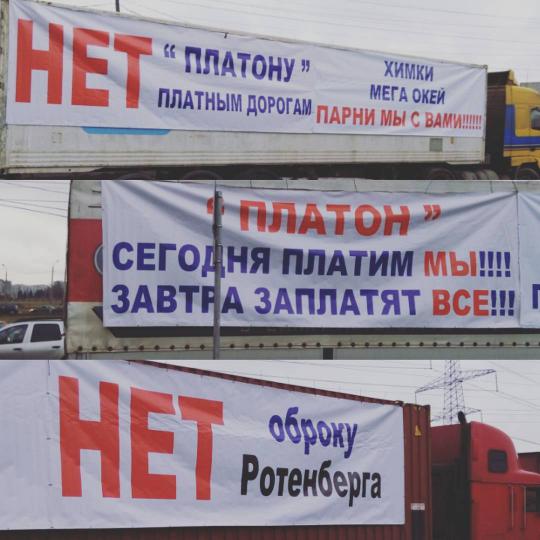 НЕТ
" ПЛАТОНУ "
ПЛАТНЫМ ДОРОГАМ
ХИМКИ
МЕГА ОКЕЙ
ПАРНИ МЫ С ВАМИ!!!!!!
" ПЛАТОН "
СЕГОДНЯ ПЛАТИМ МЫ!!!!
ЗАВТРА ЗАПЛАТЯТ ВСЕ!!!
НЕТ
оброку
Ротенберга